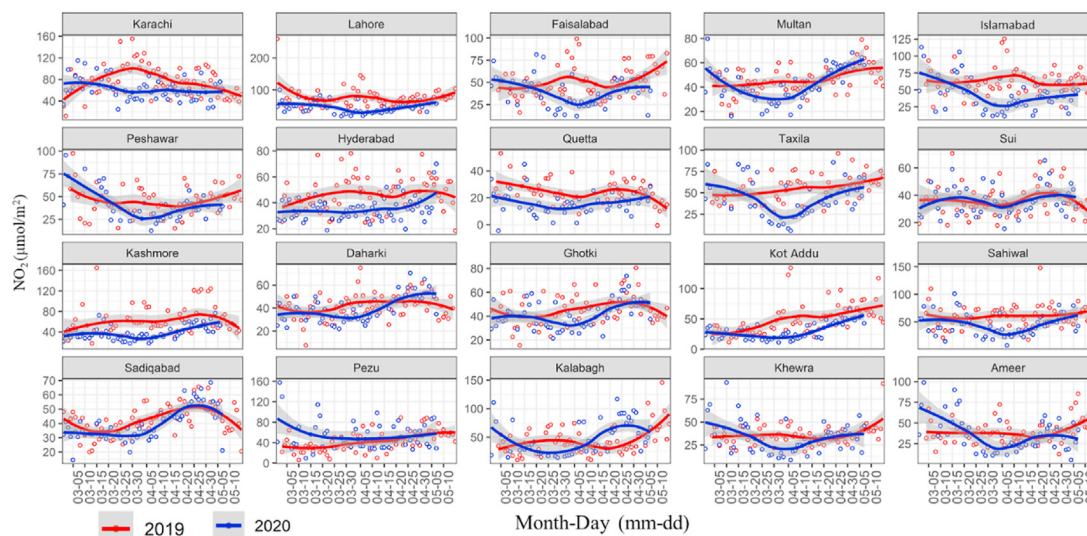 Karachi Lahore Faisalabad Multan Islamabad
160 120 80 40
200 100
100 75 50 25
80 60 40 20
125 100 75 50 25
Peshawar Hyderabad Quetta Taxila Sui
100 75 50 25
80 60 40 20
40 20 0
100 75 50 25 0
60 40 20
NO₂ (µmol/m²)
Kashmore Daharki Ghotki Kot Addu Sahiwal
160 120 80 40
60 40 20
80 60 40 20
100 50 0
150 100 50
Sadiqabad Pezu Kalabagh Khewra Ameer
70 60 50 40 30 20
160 120 80 40 0
150 100 50
100 75 50 25
100 75 50 25
03-05 03-10 03-15 03-20 03-25 03-30 04-05 04-10 04-15 04-20 04-25 04-30 05-05 05-10
Month-Day (mm-dd)
2019 2020